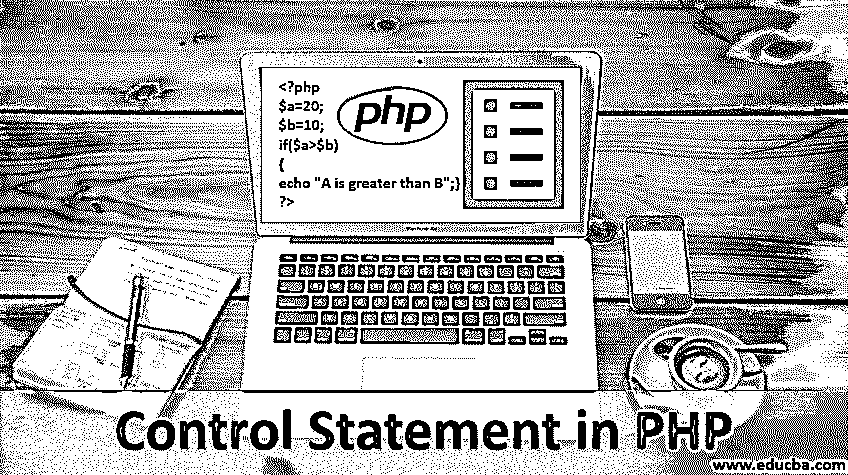 <?php
$a=20;
$b=10;
if($a>$b)
{
echo "A is greater than B";}
?>
php
Control Statement in PHP
www.educba.com